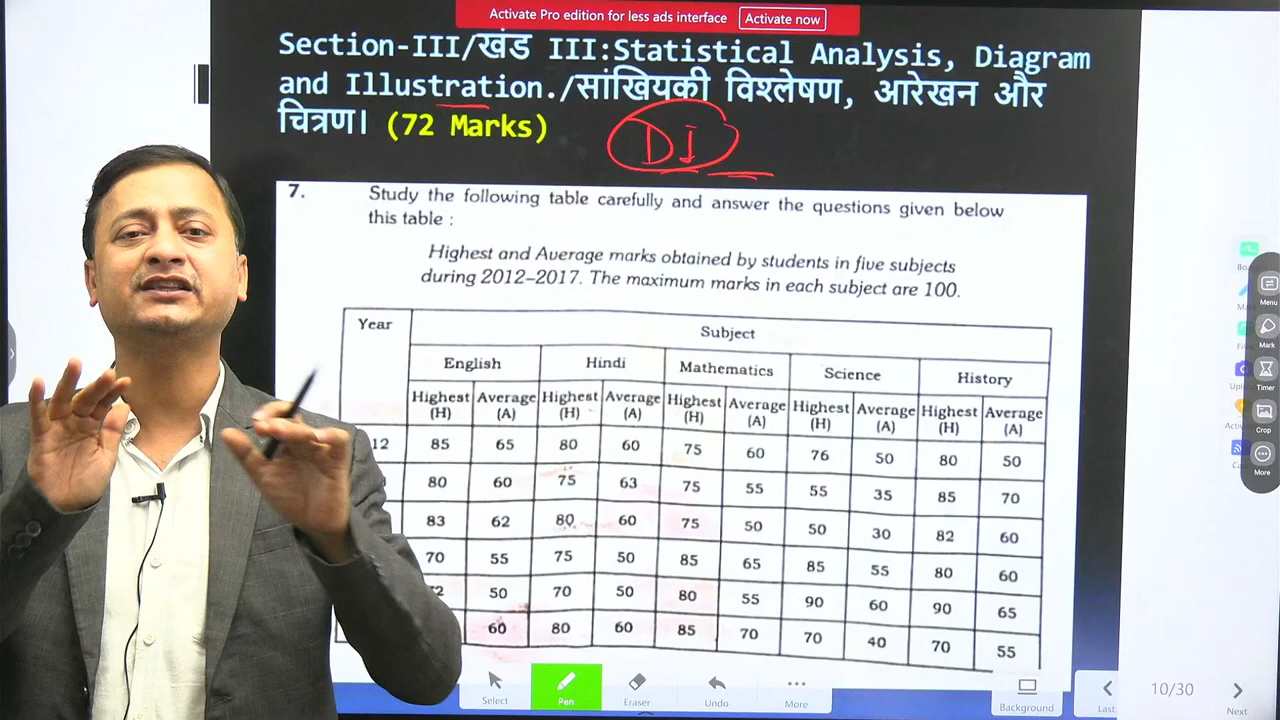 Activate Pro edition for less ads interface Activate now
Section-III/खंड III:Statistical Analysis, Diagram
and Illustration./सांख्यिकी विश्लेषण, आरेखन और
चित्रण। (72 Marks)
DI
7. Study the following table carefully and answer the questions given below
this table :
Highest and Average marks obtained by students in five subjects
during 2012–2017. The maximum marks in each subject are 100.
Year Subject
English Hindi Mathematics Science History
Highest (H) Average (A) Highest (H) Average (A) Highest (H) Average (A) Highest (H) Average (A) Highest (H) Average (A)
12 85 65 80 60 75 60 76 50 80 50
80 60 75 63 75 55 55 35 85 70
83 62 80 60 75 50 50 30 82 60
70 55 75 50 85 65 85 55 80 60
2 50 70 50 80 55 90 60 90 65
60 80 60 85 70 70 40 70 55
Menu
Mark
Timer
Crop
More
Select Pen Eraser Undo More Background Last 10/30 Next